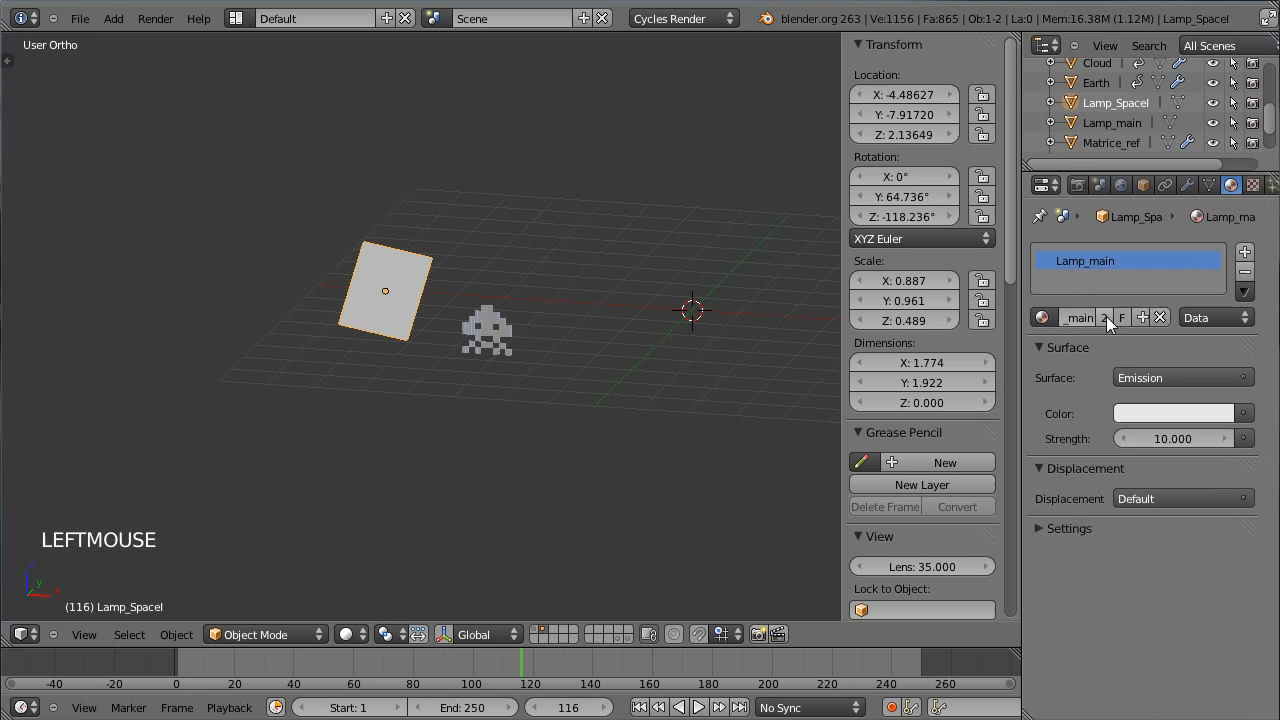 File Add Render Help Default Scene Cycles Render blender.org 263 | Ve:1156 | Fa:865 | Ob:1-2 | La:0 | Mem:16.38M (1.12M) | Lamp_Spacel
User Ortho
Transform
Location:
X: -4.48627
Y: -7.91720
Z: 2.13649
Rotation:
X: 0°
Y: 64.736°
Z: -118.236°
XYZ Euler
Scale:
X: 0.887
Y: 0.961
Z: 0.489
Dimensions:
X: 1.774
Y: 1.922
Z: 0.000
Grease Pencil
New
New Layer
Delete Frame Convert
View
Lens: 35.000
Lock to Object:
View Search All Scenes
Cloud
Earth
Lamp_Spacel
Lamp_main
Matrice_ref
Lamp_Spa Lamp_ma
Lamp_main
_main 2 F Data
Surface
Surface: Emission
Color:
Strength: 10.000
Displacement
Displacement Default
Settings
LEFTMOUSE
z
y
x
(116) Lamp_Spacel
View Select Object Object Mode Global
-40 -20 0 20 40 60 80 100 120 140 160 180 200 220 240 260
View Marker Frame Playback Start: 1 End: 250 116 No Sync